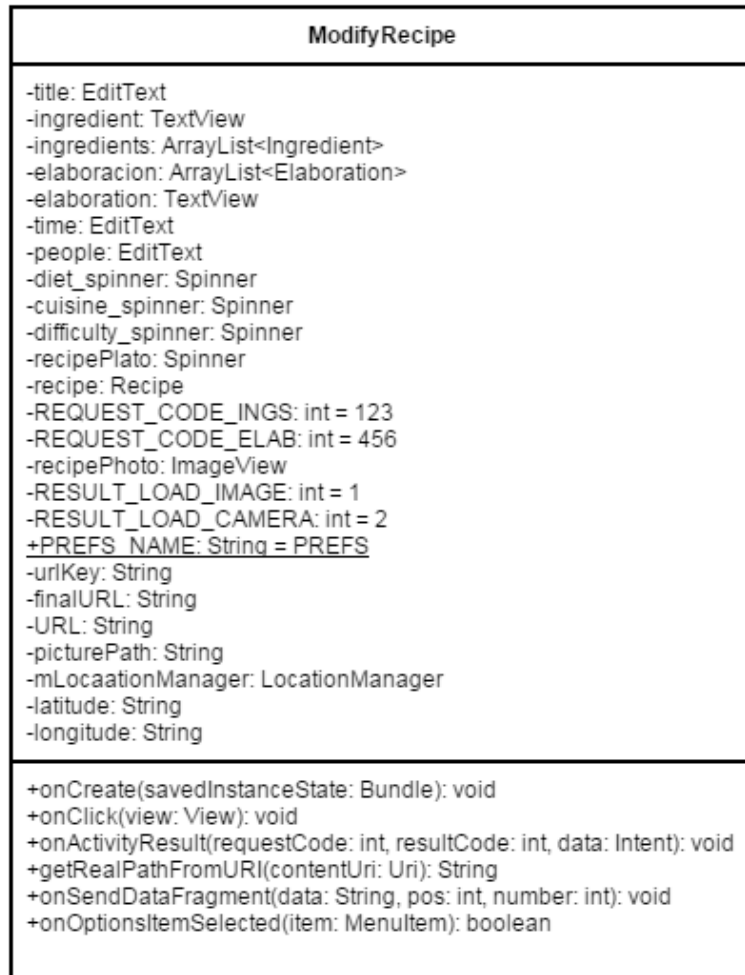 ModifyRecipe
-title: EditText
-ingredient: TextView
-ingredients: ArrayList<Ingredient>
-elaboracion: ArrayList<Elaboration>
-elaboration: TextView
-time: EditText
-people: EditText
-diet_spinner: Spinner
-cuisine_spinner: Spinner
-difficulty_spinner: Spinner
-recipePlato: Spinner
-recipe: Recipe
-REQUEST_CODE_INGS: int = 123
-REQUEST_CODE_ELAB: int = 456
-recipePhoto: ImageView
-RESULT_LOAD_IMAGE: int = 1
-RESULT_LOAD_CAMERA: int = 2
+PREFS_NAME: String = PREFS
-urlKey: String
-finalURL: String
-URL: String
-picturePath: String
-mLocaationManager: LocationManager
-latitude: String
-longitude: String
+onCreate(savedInstanceState: Bundle): void
+onClick(view: View): void
+onActivityResult(requestCode: int, resultCode: int, data: Intent): void
+getRealPathFromURI(contentUri: Uri): String
+onSendDataFragment(data: String, pos: int, number: int): void
+onOptionsItemSelected(item: MenuItem): boolean